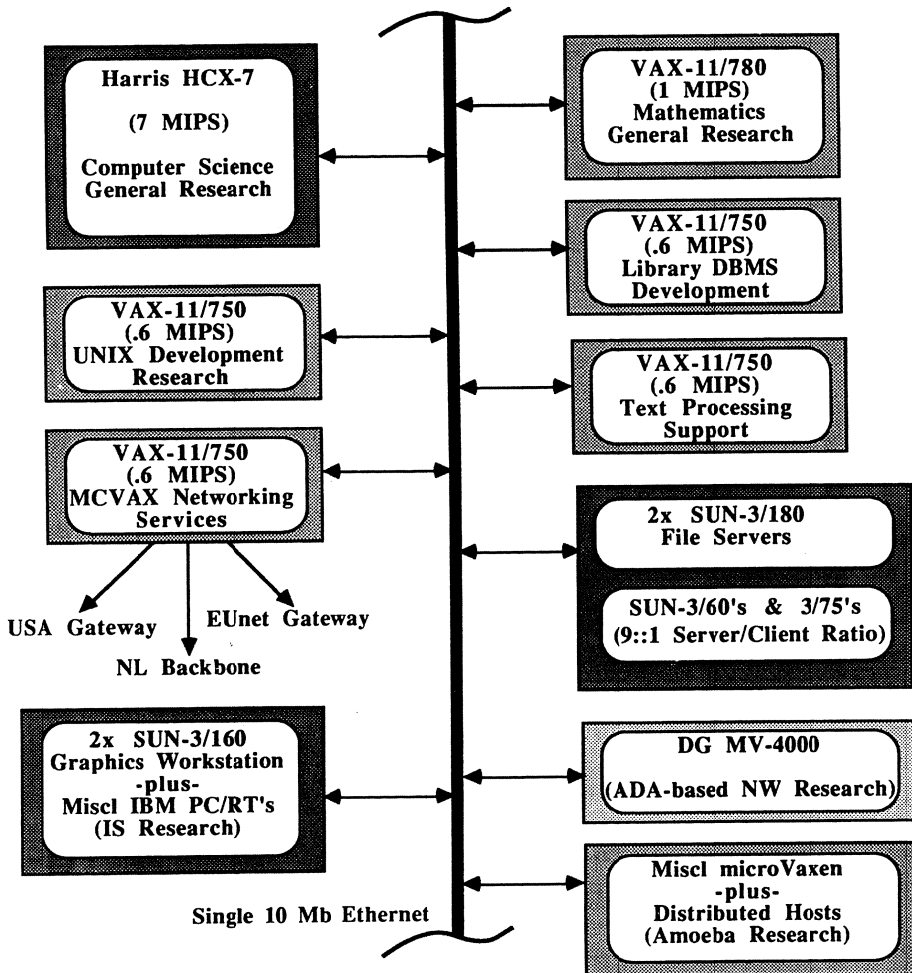 Harris HCX-7
(7 MIPS)
Computer Science
General Research
VAX-11/750
(.6 MIPS)
UNIX Development
Research
VAX-11/750
(.6 MIPS)
MCVAX Networking
Services
USA Gateway
EUnet Gateway
NL Backbone
2x SUN-3/160
Graphics Workstation
-plus-
Miscl IBM PC/RT's
(IS Research)
Single 10 Mb Ethernet
VAX-11/780
(1 MIPS)
Mathematics
General Research
VAX-11/750
(.6 MIPS)
Library DBMS
Development
VAX-11/750
(.6 MIPS)
Text Processing
Support
2x SUN-3/180
File Servers
SUN-3/60's & 3/75's
(9::1 Server/Client Ratio)
DG MV-4000
(ADA-based NW Research)
Miscl microVaxen
-plus-
Distributed Hosts
(Amoeba Research)